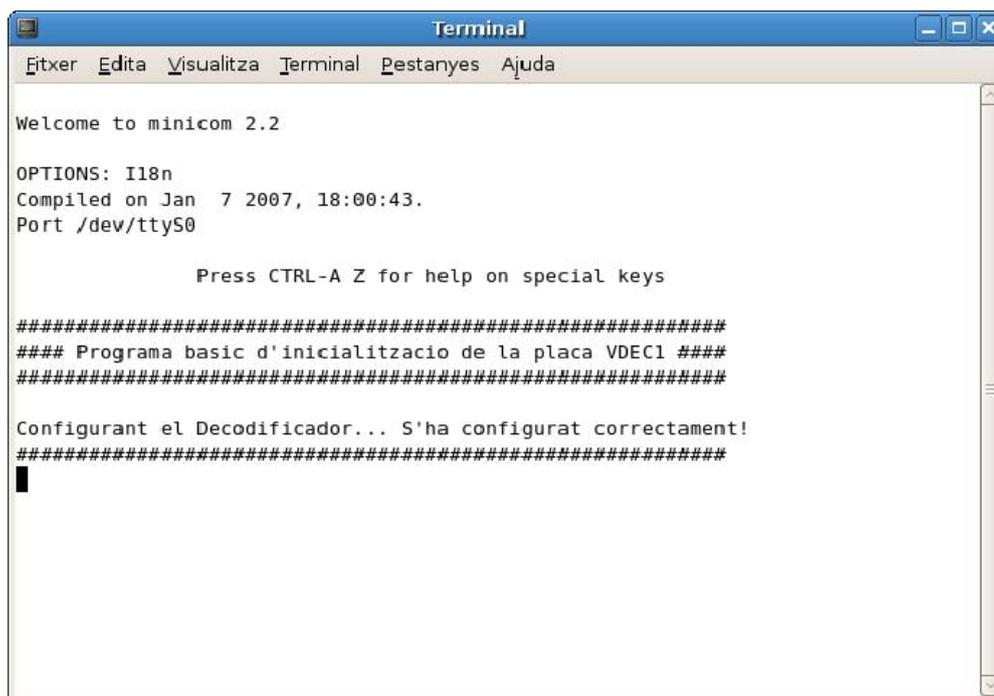 Terminal
Fitxer Edita Visualitza Terminal Pestanyes Ajuda
Welcome to minicom 2.2
OPTIONS: I18n
Compiled on Jan  7 2007, 18:00:43.
Port /dev/ttyS0
Press CTRL-A Z for help on special keys
###########################################################
#### Programa basic d'inicialitzacio de la placa VDEC1 ####
###########################################################
Configurant el Decodificador... S'ha configurat correctament!
###########################################################